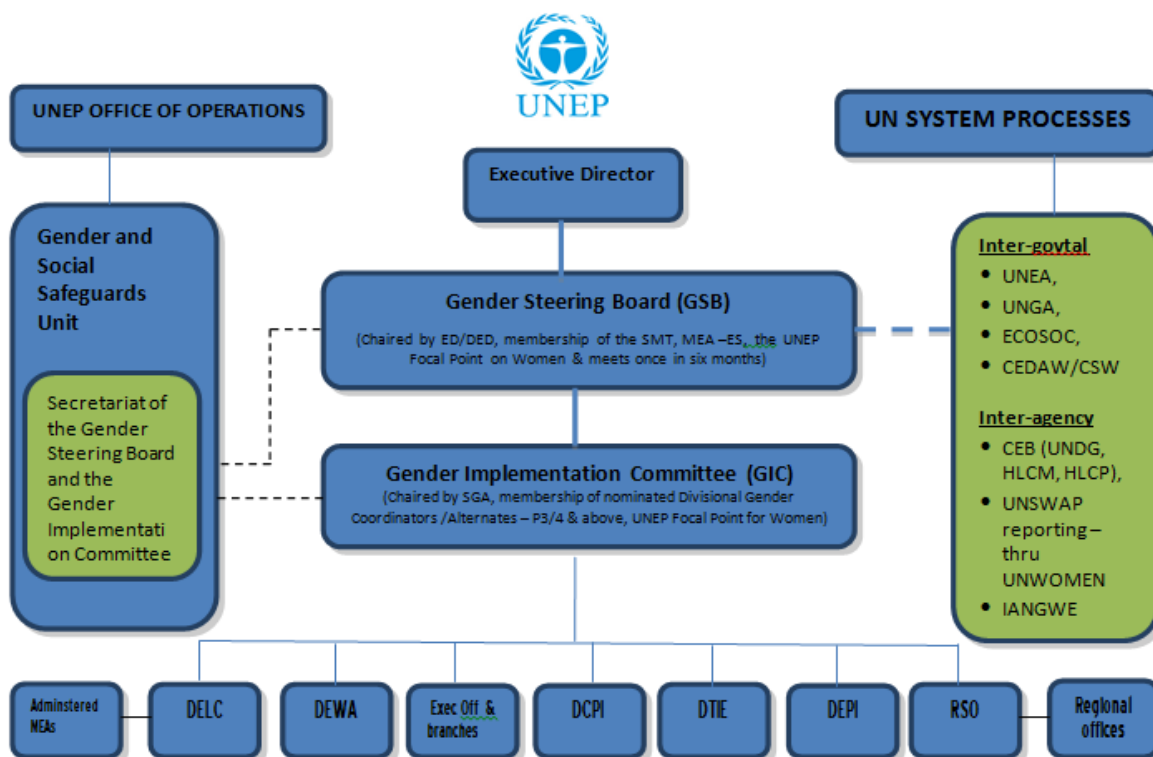 UNEP
UNEP OFFICE OF OPERATIONS
UN SYSTEM PROCESSES
Executive Director
Gender and
Social
Safeguards
Unit
Secretariat of
the Gender
Steering Board
and the
Gender
Implementati
on Committee
Gender Steering Board (GSB)
(Chaired by ED/DED, membership of the SMT, MEA –ES, the UNEP
Focal Point on Women & meets once in six months)
Gender Implementation Committee (GIC)
(Chaired by SGA, membership of nominated Divisional Gender
Coordinators /Alternates – P3/4 & above, UNEP Focal Point for Women)
Inter-govtal
• UNEA,
• UNGA,
• ECOSOC,
• CEDAW/CSW
Inter-agency
• CEB (UNDG,
HLCM, HLCP),
• UNSWAP
reporting –
thru
UNWOMEN
• IANGWE
Adminstered
MEAs
DELC
DEWA
Exec Off &
branches
DCPI
DTIE
DEPI
RSO
Regional
offices